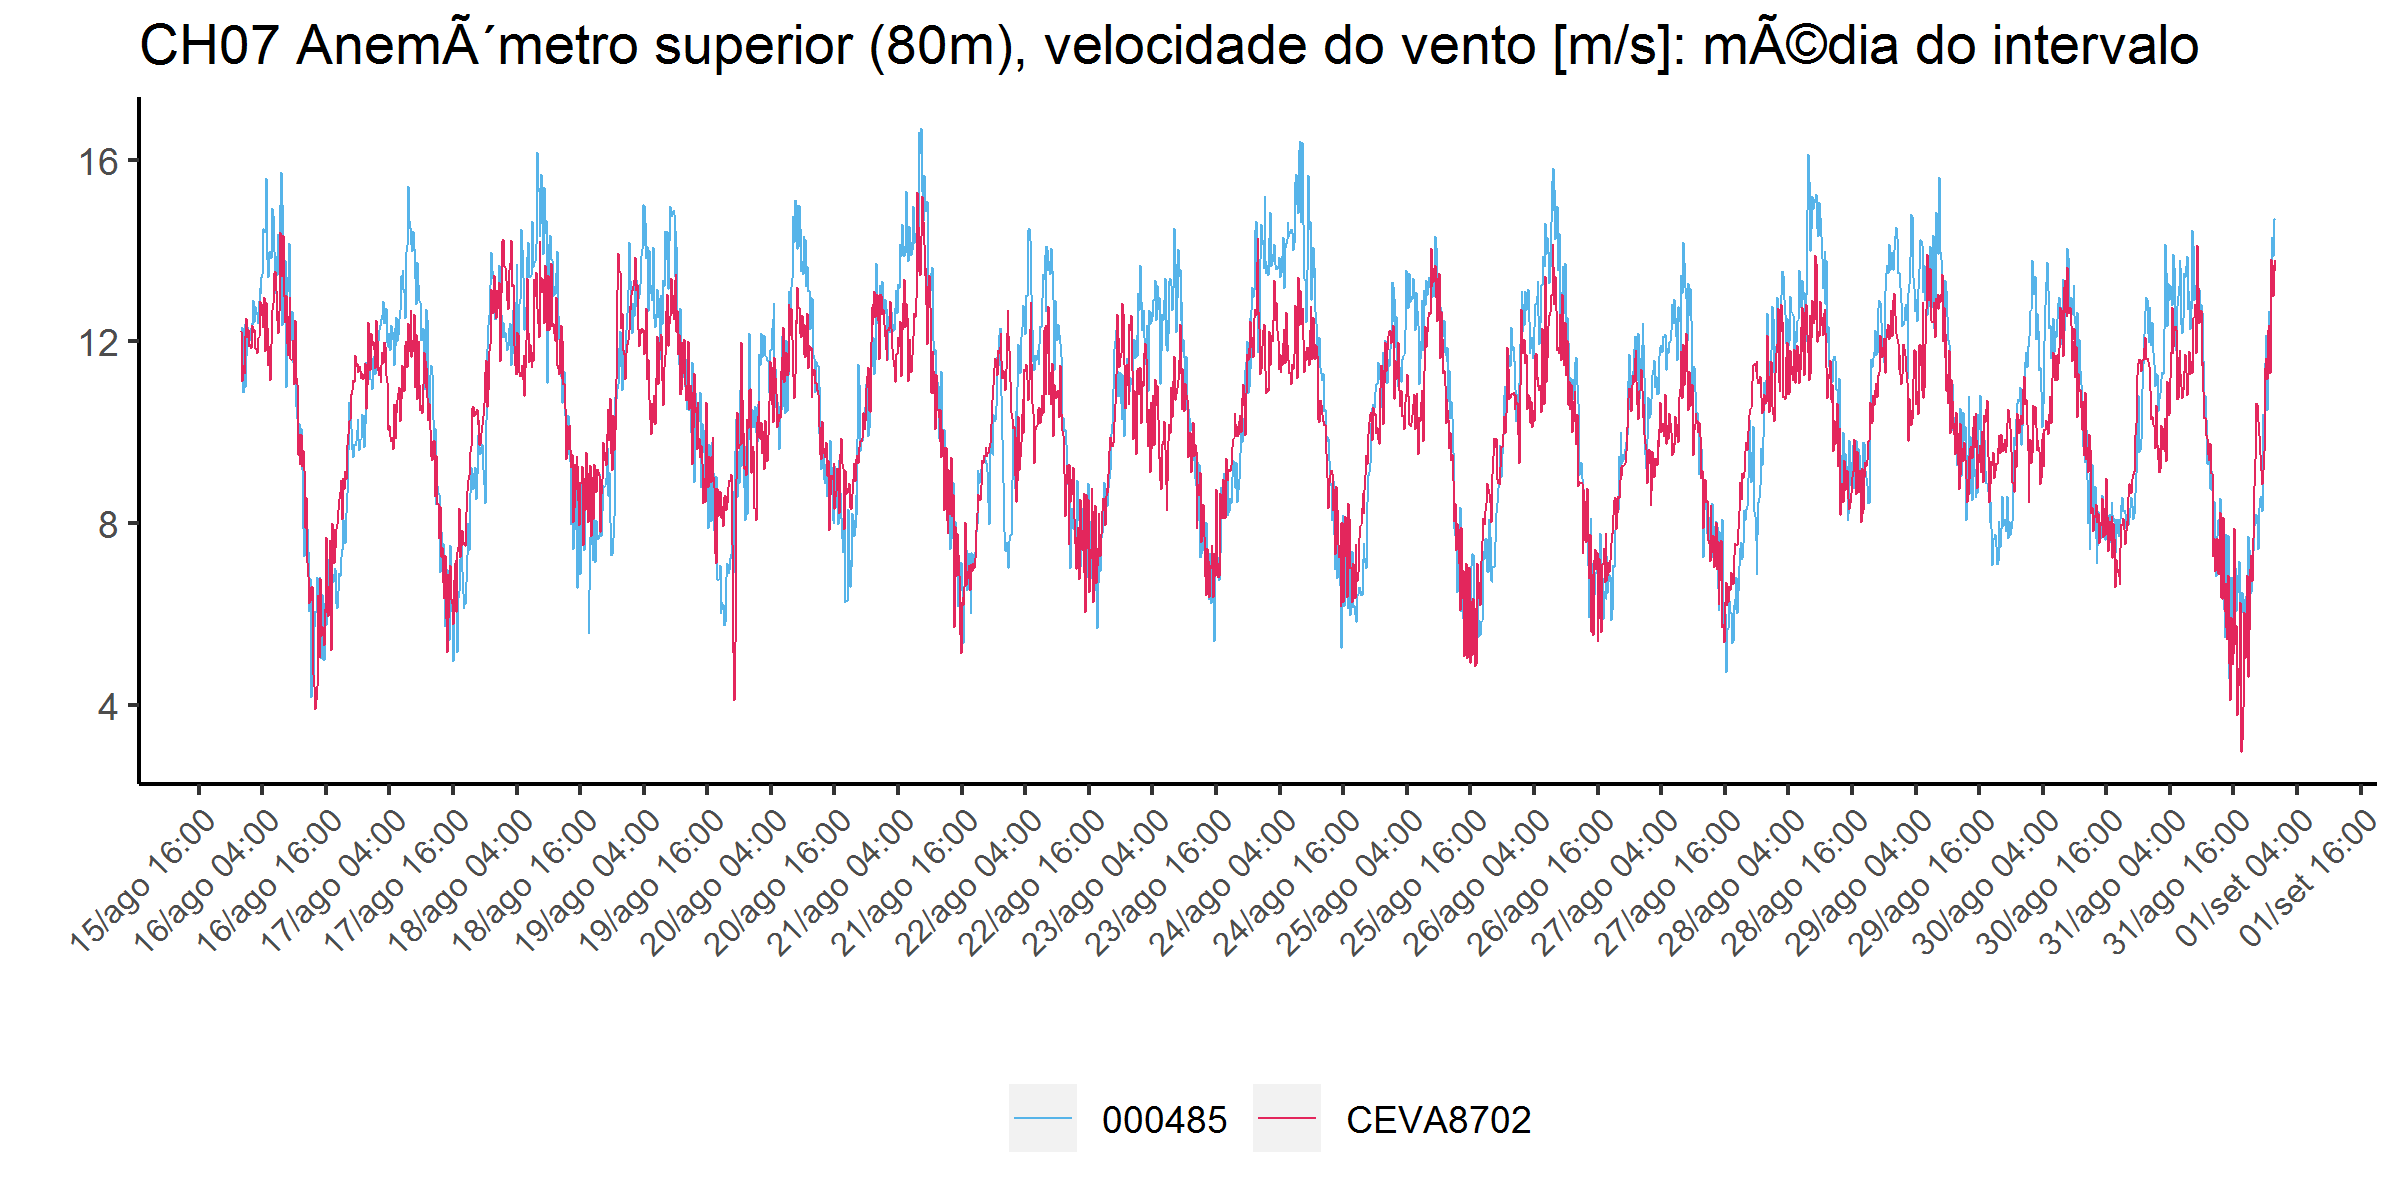 CH07 AnemÃ´metro superior (80m), velocidade do vento [m/s]: mÃ©dia do intervalo
16
12
8
4
15/ago 16:00
16/ago 04:00
16/ago 16:00
17/ago 04:00
17/ago 16:00
18/ago 04:00
18/ago 16:00
19/ago 04:00
19/ago 16:00
20/ago 04:00
20/ago 16:00
21/ago 04:00
21/ago 16:00
22/ago 04:00
22/ago 16:00
23/ago 04:00
23/ago 16:00
24/ago 04:00
24/ago 16:00
25/ago 04:00
25/ago 16:00
26/ago 04:00
26/ago 16:00
27/ago 04:00
27/ago 16:00
28/ago 04:00
28/ago 16:00
29/ago 04:00
29/ago 16:00
30/ago 04:00
30/ago 16:00
31/ago 04:00
31/ago 16:00
01/set 04:00
01/set 16:00
000485
CEVA8702